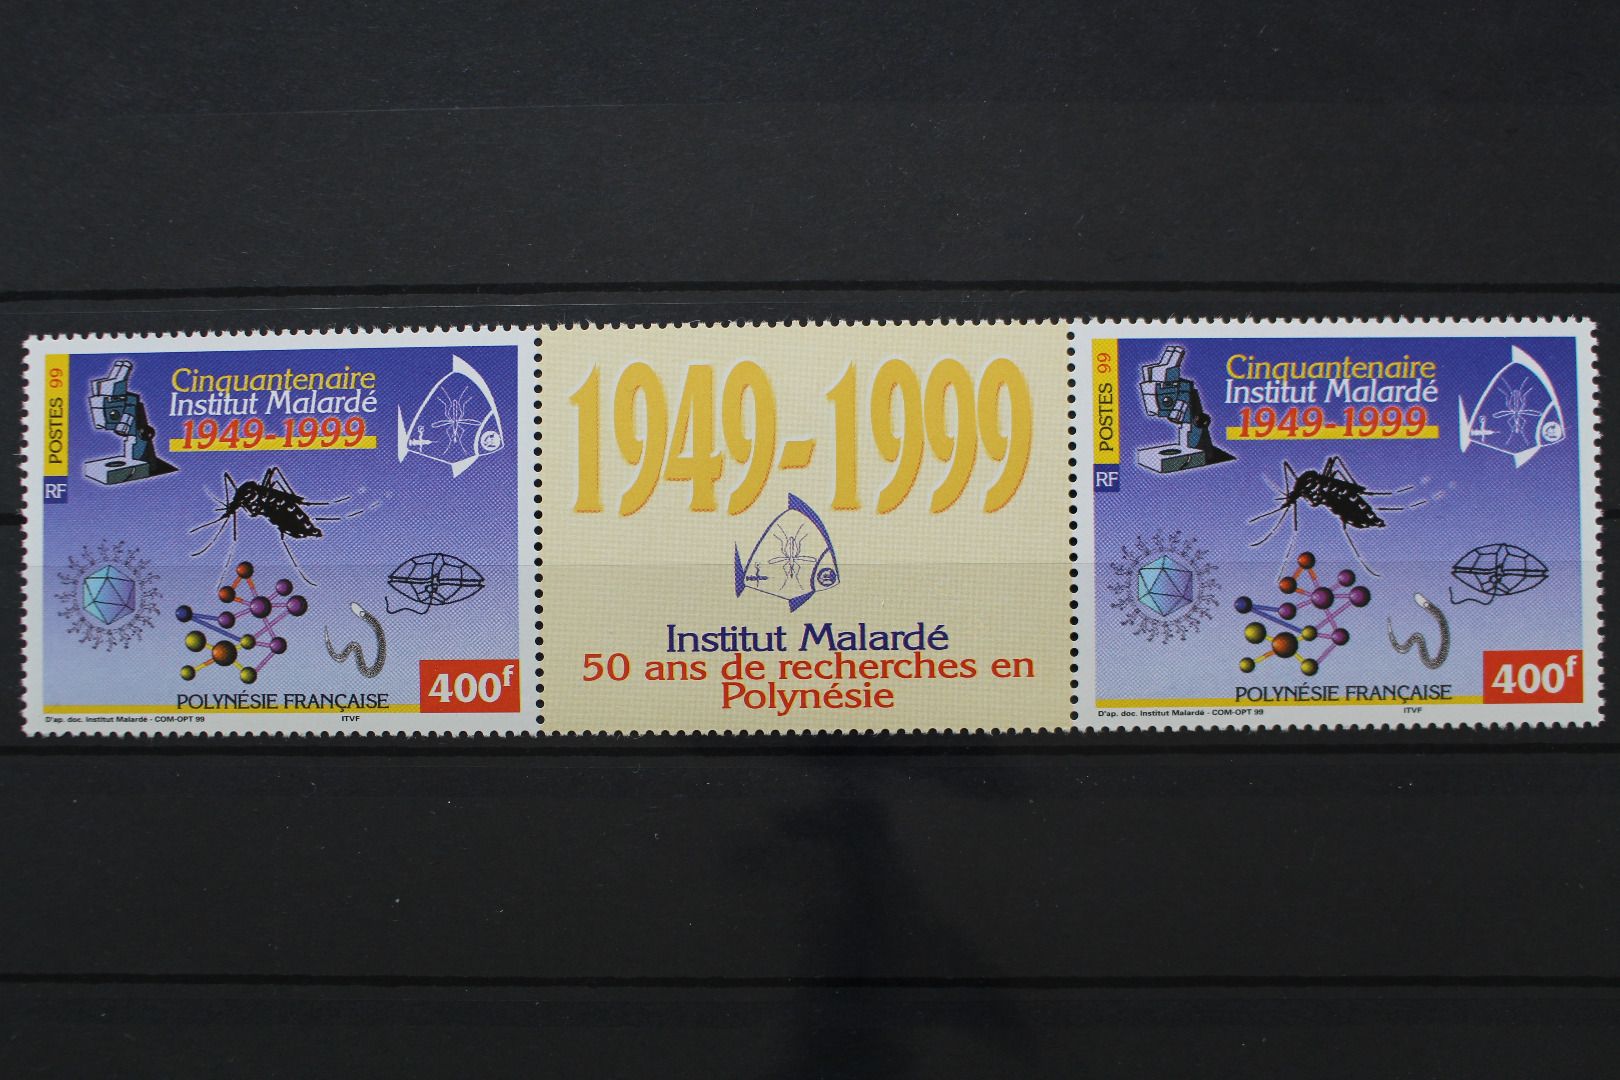 POSTES 99
RF
Cinquantenaire
Institut Malardé
1949-1999
400f
POLYNÉSIE FRANÇAISE
D'ap. doc. Institut Malardé - COM-OPT 99
ITVF
1949-1999
Institut Malardé
50 ans de recherches en
Polynésie
POSTES 99
RF
Cinquantenaire
Institut Malardé
1949-1999
400f
POLYNÉSIE FRANÇAISE
D'ap. doc. Institut Malardé - COM-OPT 99
ITVF